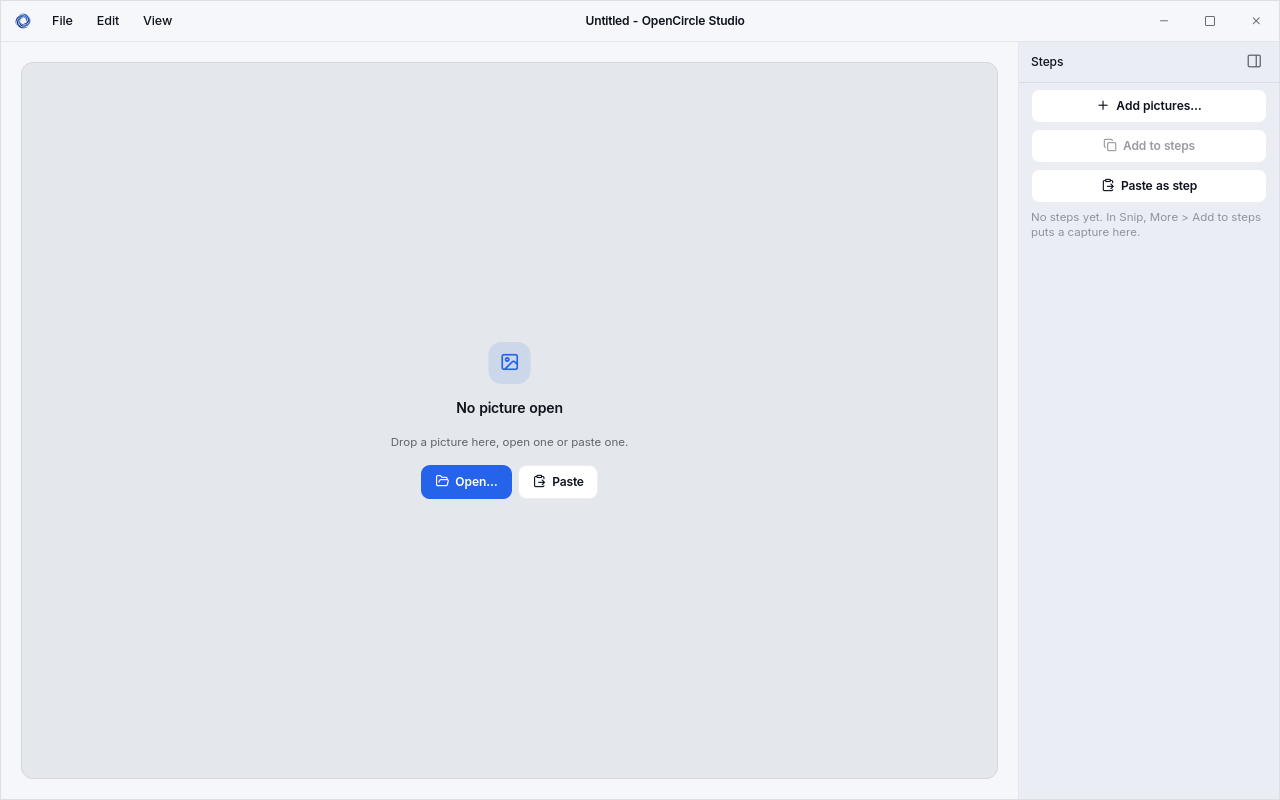 File Edit View
Untitled - OpenCircle Studio
Steps
Add pictures...
Add to steps
Paste as step
No steps yet. In Snip, More > Add to steps
puts a capture here.
No picture open
Drop a picture here, open one or paste one.
Open... Paste